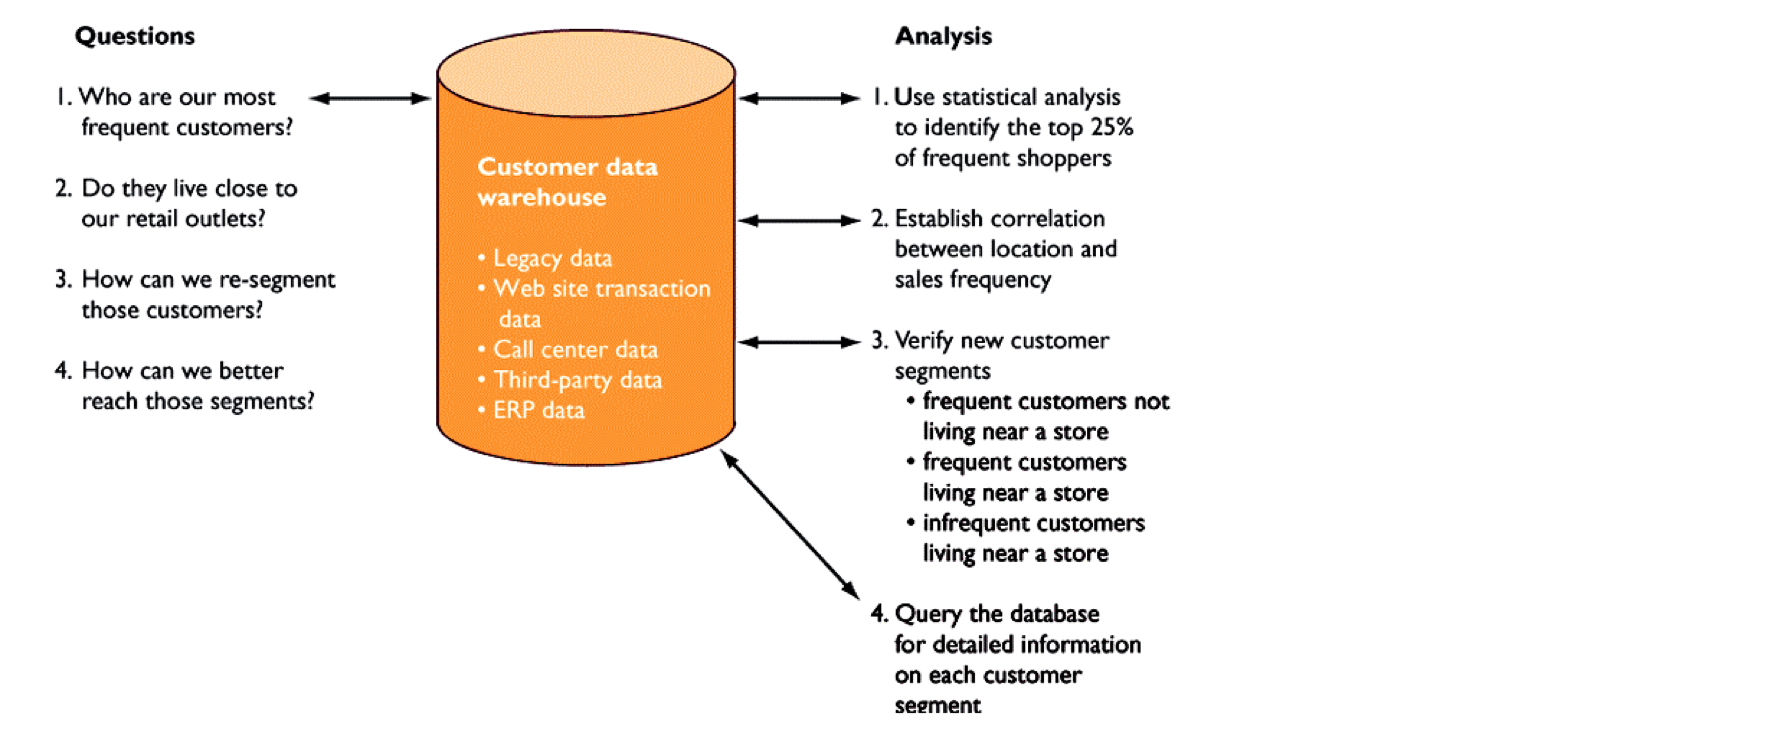 Questions
1. Who are our most
frequent customers?
2. Do they live close to
our retail outlets?
3. How can we re-segment
those customers?
4. How can we better
reach those segments?
Customer data
warehouse
• Legacy data
• Web site transaction
data
• Call center data
• Third-party data
• ERP data
Analysis
1. Use statistical analysis
to identify the top 25%
of frequent shoppers
2. Establish correlation
between location and
sales frequency
3. Verify new customer
segments
• frequent customers not
living near a store
• frequent customers
living near a store
• infrequent customers
living near a store
4. Query the database
for detailed information
on each customer
segment